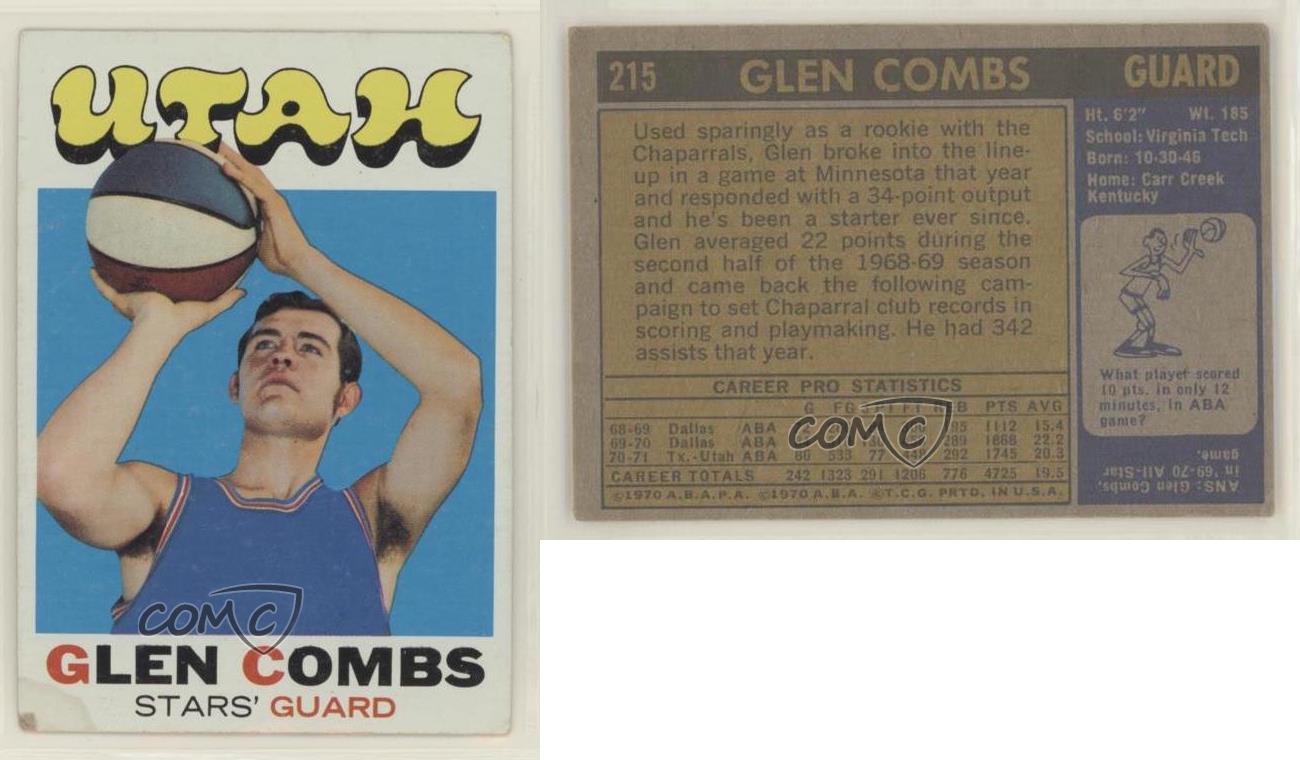 UTAH
COMC
GLEN COMBS
STARS' GUARD
215 GLEN COMBS GUARD
Used sparingly as a rookie with the
Chaparrals, Glen broke into the line-
up in a game at Minnesota that year
and responded with a 34-point output
and he's been a starter ever since.
Glen averaged 22 points during the
second half of the 1968-69 season
and came back the following cam-
paign to set Chaparral club records in
scoring and playmaking. He had 342
assists that year.
CAREER PRO STATISTICS
G FG FT PTS AVG
68-69 Dallas ABA 1112 15.4
69-70 Dallas ABA 289 1868 22.2
70-71 Tx.-Utah ABA 86 533 77 448 292 1745 20.3
CAREER TOTALS 242 1323 291 1206 776 4725 19.5
©1970 A.B.A.P.A. ©1970 A.B.A. ©T.C.G. PRTD. IN U.S.A.
COMC
Ht. 6'2" Wt. 185
School: Virginia Tech
Born: 10-30-46
Home: Carr Creek
Kentucky
What player scored
10 pts. in only 12
minutes, in ABA
game?
ANS: Glen Combs,
in '69-70 All-Star
game.